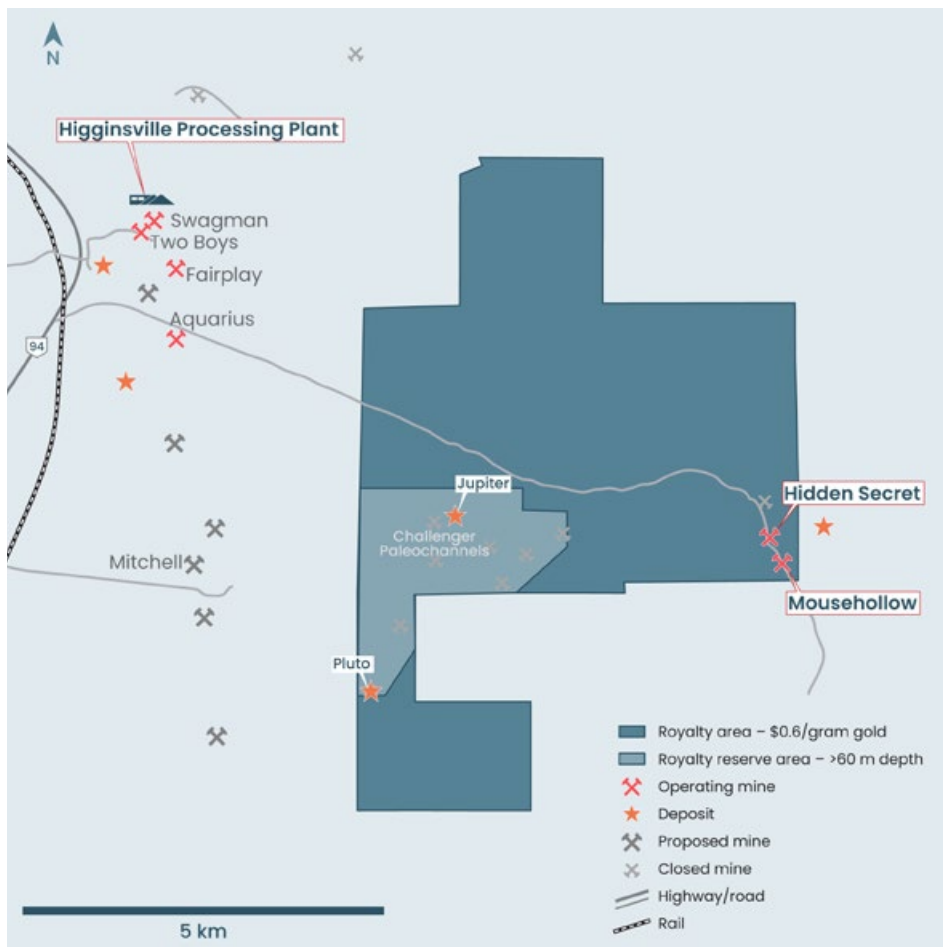 N
Higginsville Processing Plant
Swagman
Two Boys
Fairplay
Aquarius
94
Jupiter
Hidden Secret
Challenger
Paleochannels
Mitchell
Mousehollow
Pluto
Royalty area – $0.6/gram gold
Royalty reserve area – >60 m depth
Operating mine
Deposit
Proposed mine
Closed mine
Highway/road
Rail
5 km